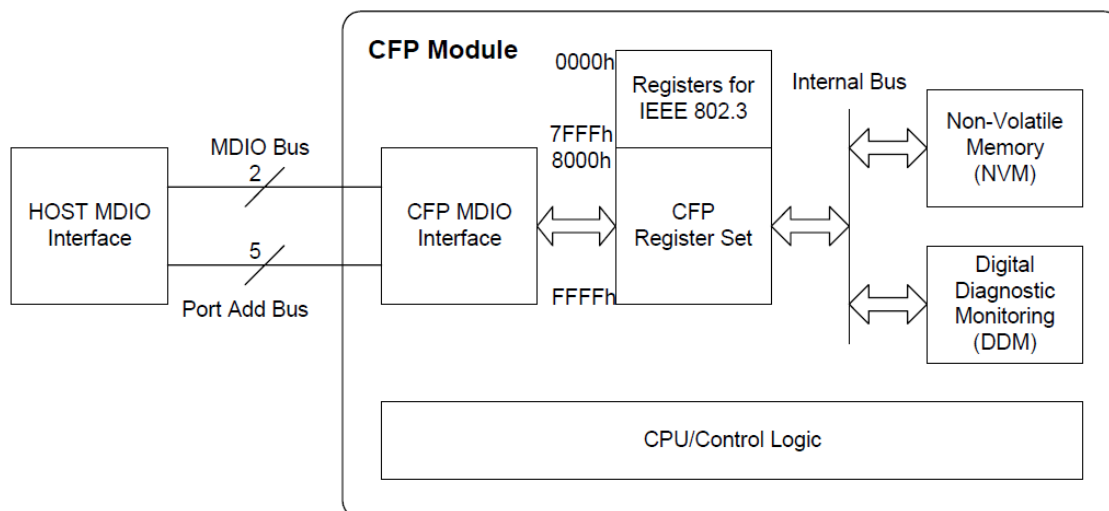 CFP Module
0000h
Registers for
IEEE 802.3
7FFFh
8000h
Internal Bus
Non-Volatile
Memory
(NVM)
MDIO Bus
2
HOST MDIO
Interface
5
Port Add Bus
CFP MDIO
Interface
CFP
Register Set
FFFFh
Digital
Diagnostic
Monitoring
(DDM)
CPU/Control Logic